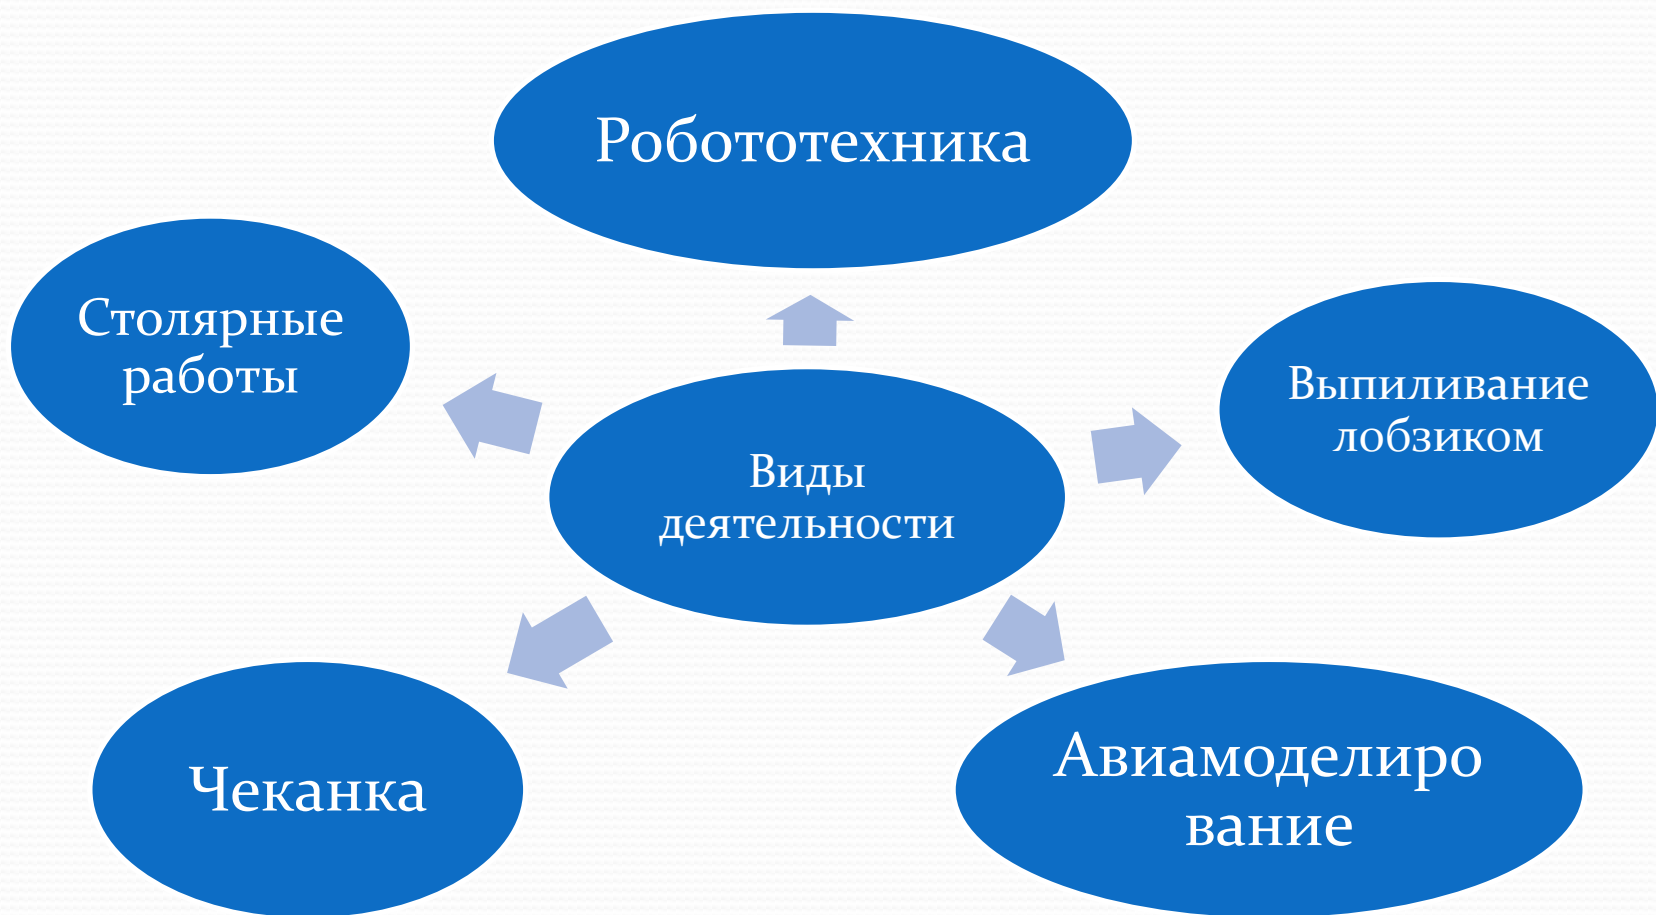 Робототехника
Столярные
работы
Выпиливание
лобзиком
Виды
деятельности
Чеканка
Авиамоделиро
вание